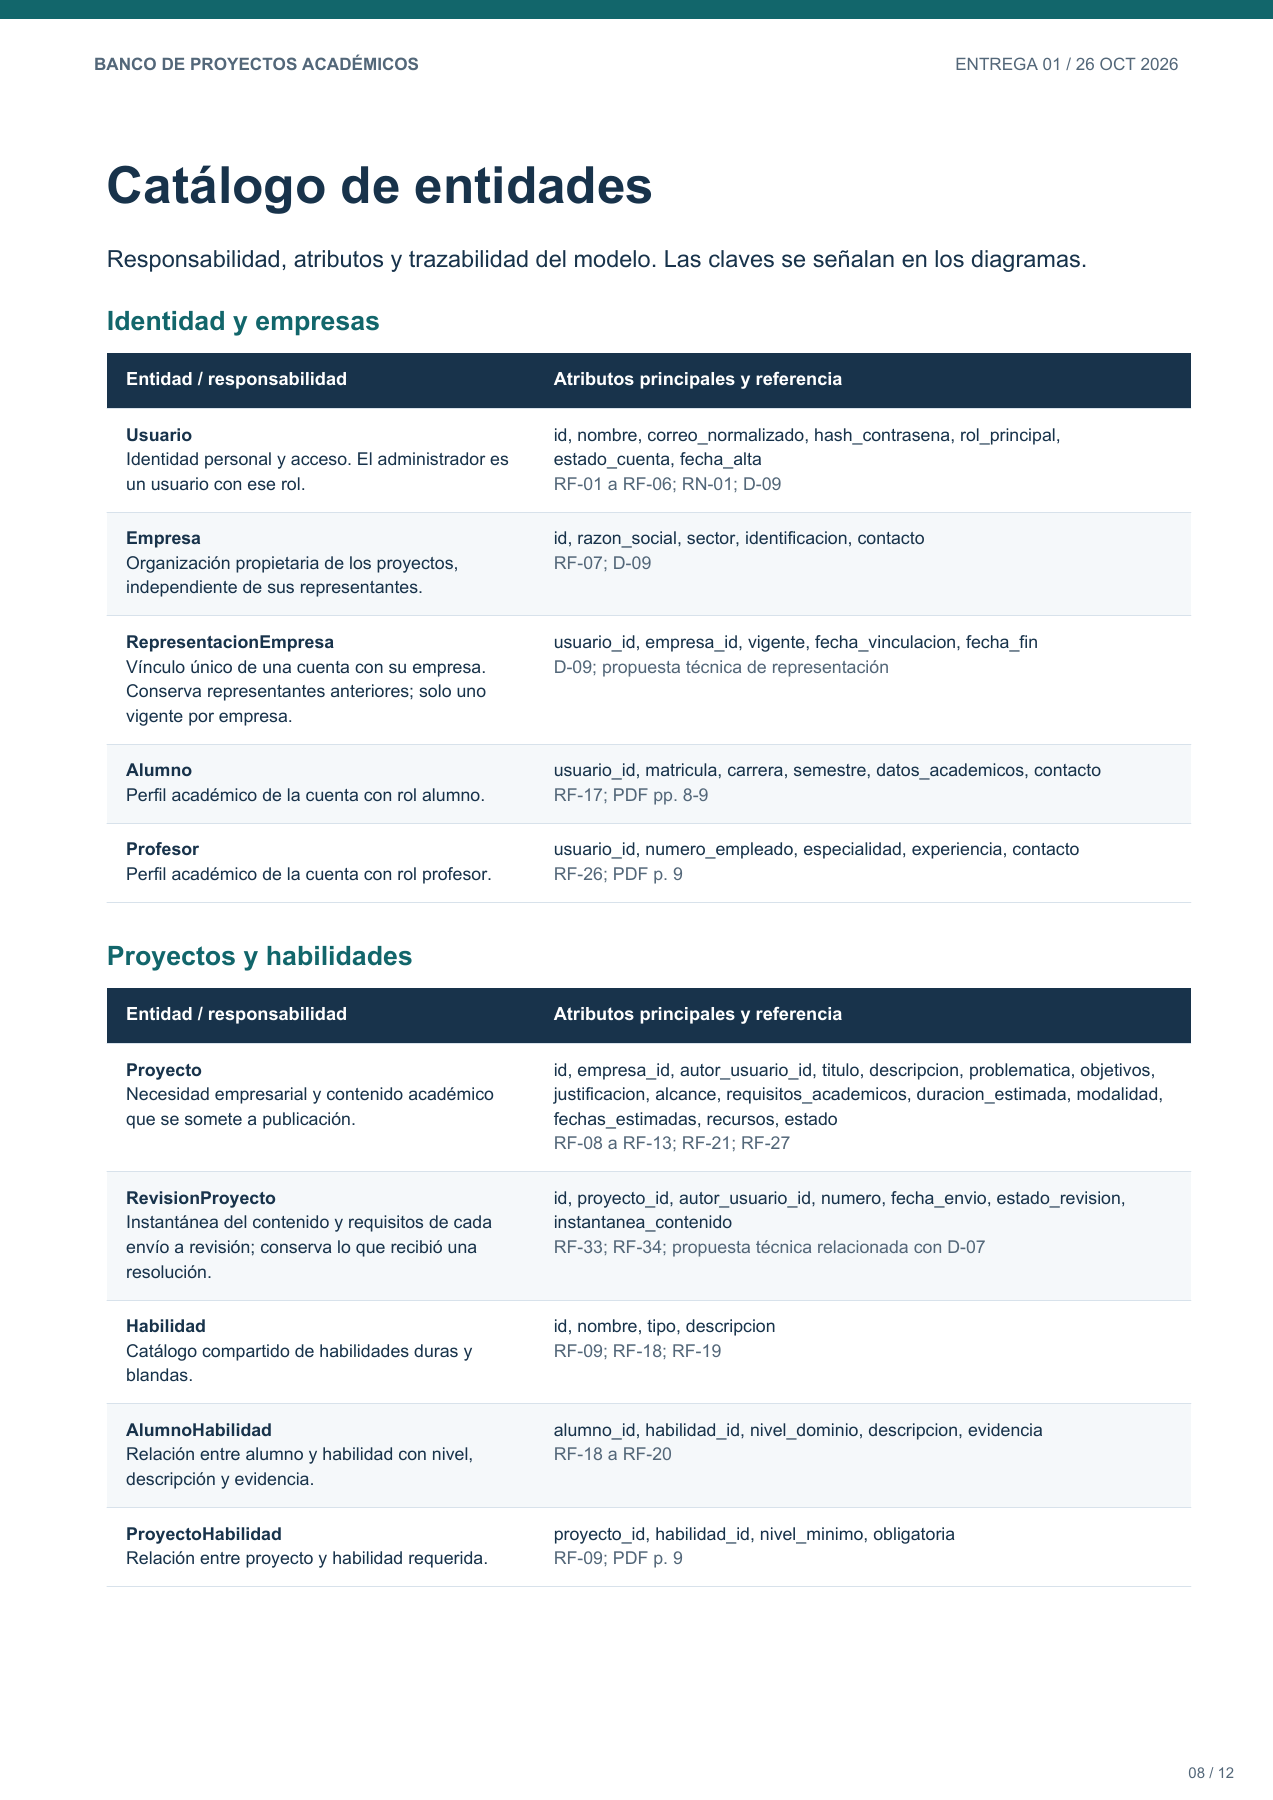 BANCO DE PROYECTOS ACADÉMICOS
ENTREGA 01 / 26 OCT 2026
Catálogo de entidades
Responsabilidad, atributos y trazabilidad del modelo. Las claves se señalan en los diagramas.
Identidad y empresas
Entidad / responsabilidad
Atributos principales y referencia
Usuario
Identidad personal y acceso. El administrador es
un usuario con ese rol.
id, nombre, correo_normalizado, hash_contrasena, rol_principal,
estado_cuenta, fecha_alta
RF-01 a RF-06; RN-01; D-09
Empresa
Organización propietaria de los proyectos,
independiente de sus representantes.
id, razon_social, sector, identificacion, contacto
RF-07; D-09
RepresentacionEmpresa
Vínculo único de una cuenta con su empresa.
Conserva representantes anteriores; solo uno
vigente por empresa.
usuario_id, empresa_id, vigente, fecha_vinculacion, fecha_fin
D-09; propuesta técnica de representación
Alumno
Perfil académico de la cuenta con rol alumno.
usuario_id, matricula, carrera, semestre, datos_academicos, contacto
RF-17; PDF pp. 8-9
Profesor
Perfil académico de la cuenta con rol profesor.
usuario_id, numero_empleado, especialidad, experiencia, contacto
RF-26; PDF p. 9
Proyectos y habilidades
Entidad / responsabilidad
Atributos principales y referencia
Proyecto
Necesidad empresarial y contenido académico
que se somete a publicación.
id, empresa_id, autor_usuario_id, titulo, descripcion, problematica, objetivos,
justificacion, alcance, requisitos_academicos, duracion_estimada, modalidad,
fechas_estimadas, recursos, estado
RF-08 a RF-13; RF-21; RF-27
RevisionProyecto
Instantánea del contenido y requisitos de cada
envío a revisión; conserva lo que recibió una
resolución.
id, proyecto_id, autor_usuario_id, numero, fecha_envio, estado_revision,
instantanea_contenido
RF-33; RF-34; propuesta técnica relacionada con D-07
Habilidad
Catálogo compartido de habilidades duras y
blandas.
id, nombre, tipo, descripcion
RF-09; RF-18; RF-19
AlumnoHabilidad
Relación entre alumno y habilidad con nivel,
descripción y evidencia.
alumno_id, habilidad_id, nivel_dominio, descripcion, evidencia
RF-18 a RF-20
ProyectoHabilidad
Relación entre proyecto y habilidad requerida.
proyecto_id, habilidad_id, nivel_minimo, obligatoria
RF-09; PDF p. 9
08 / 12